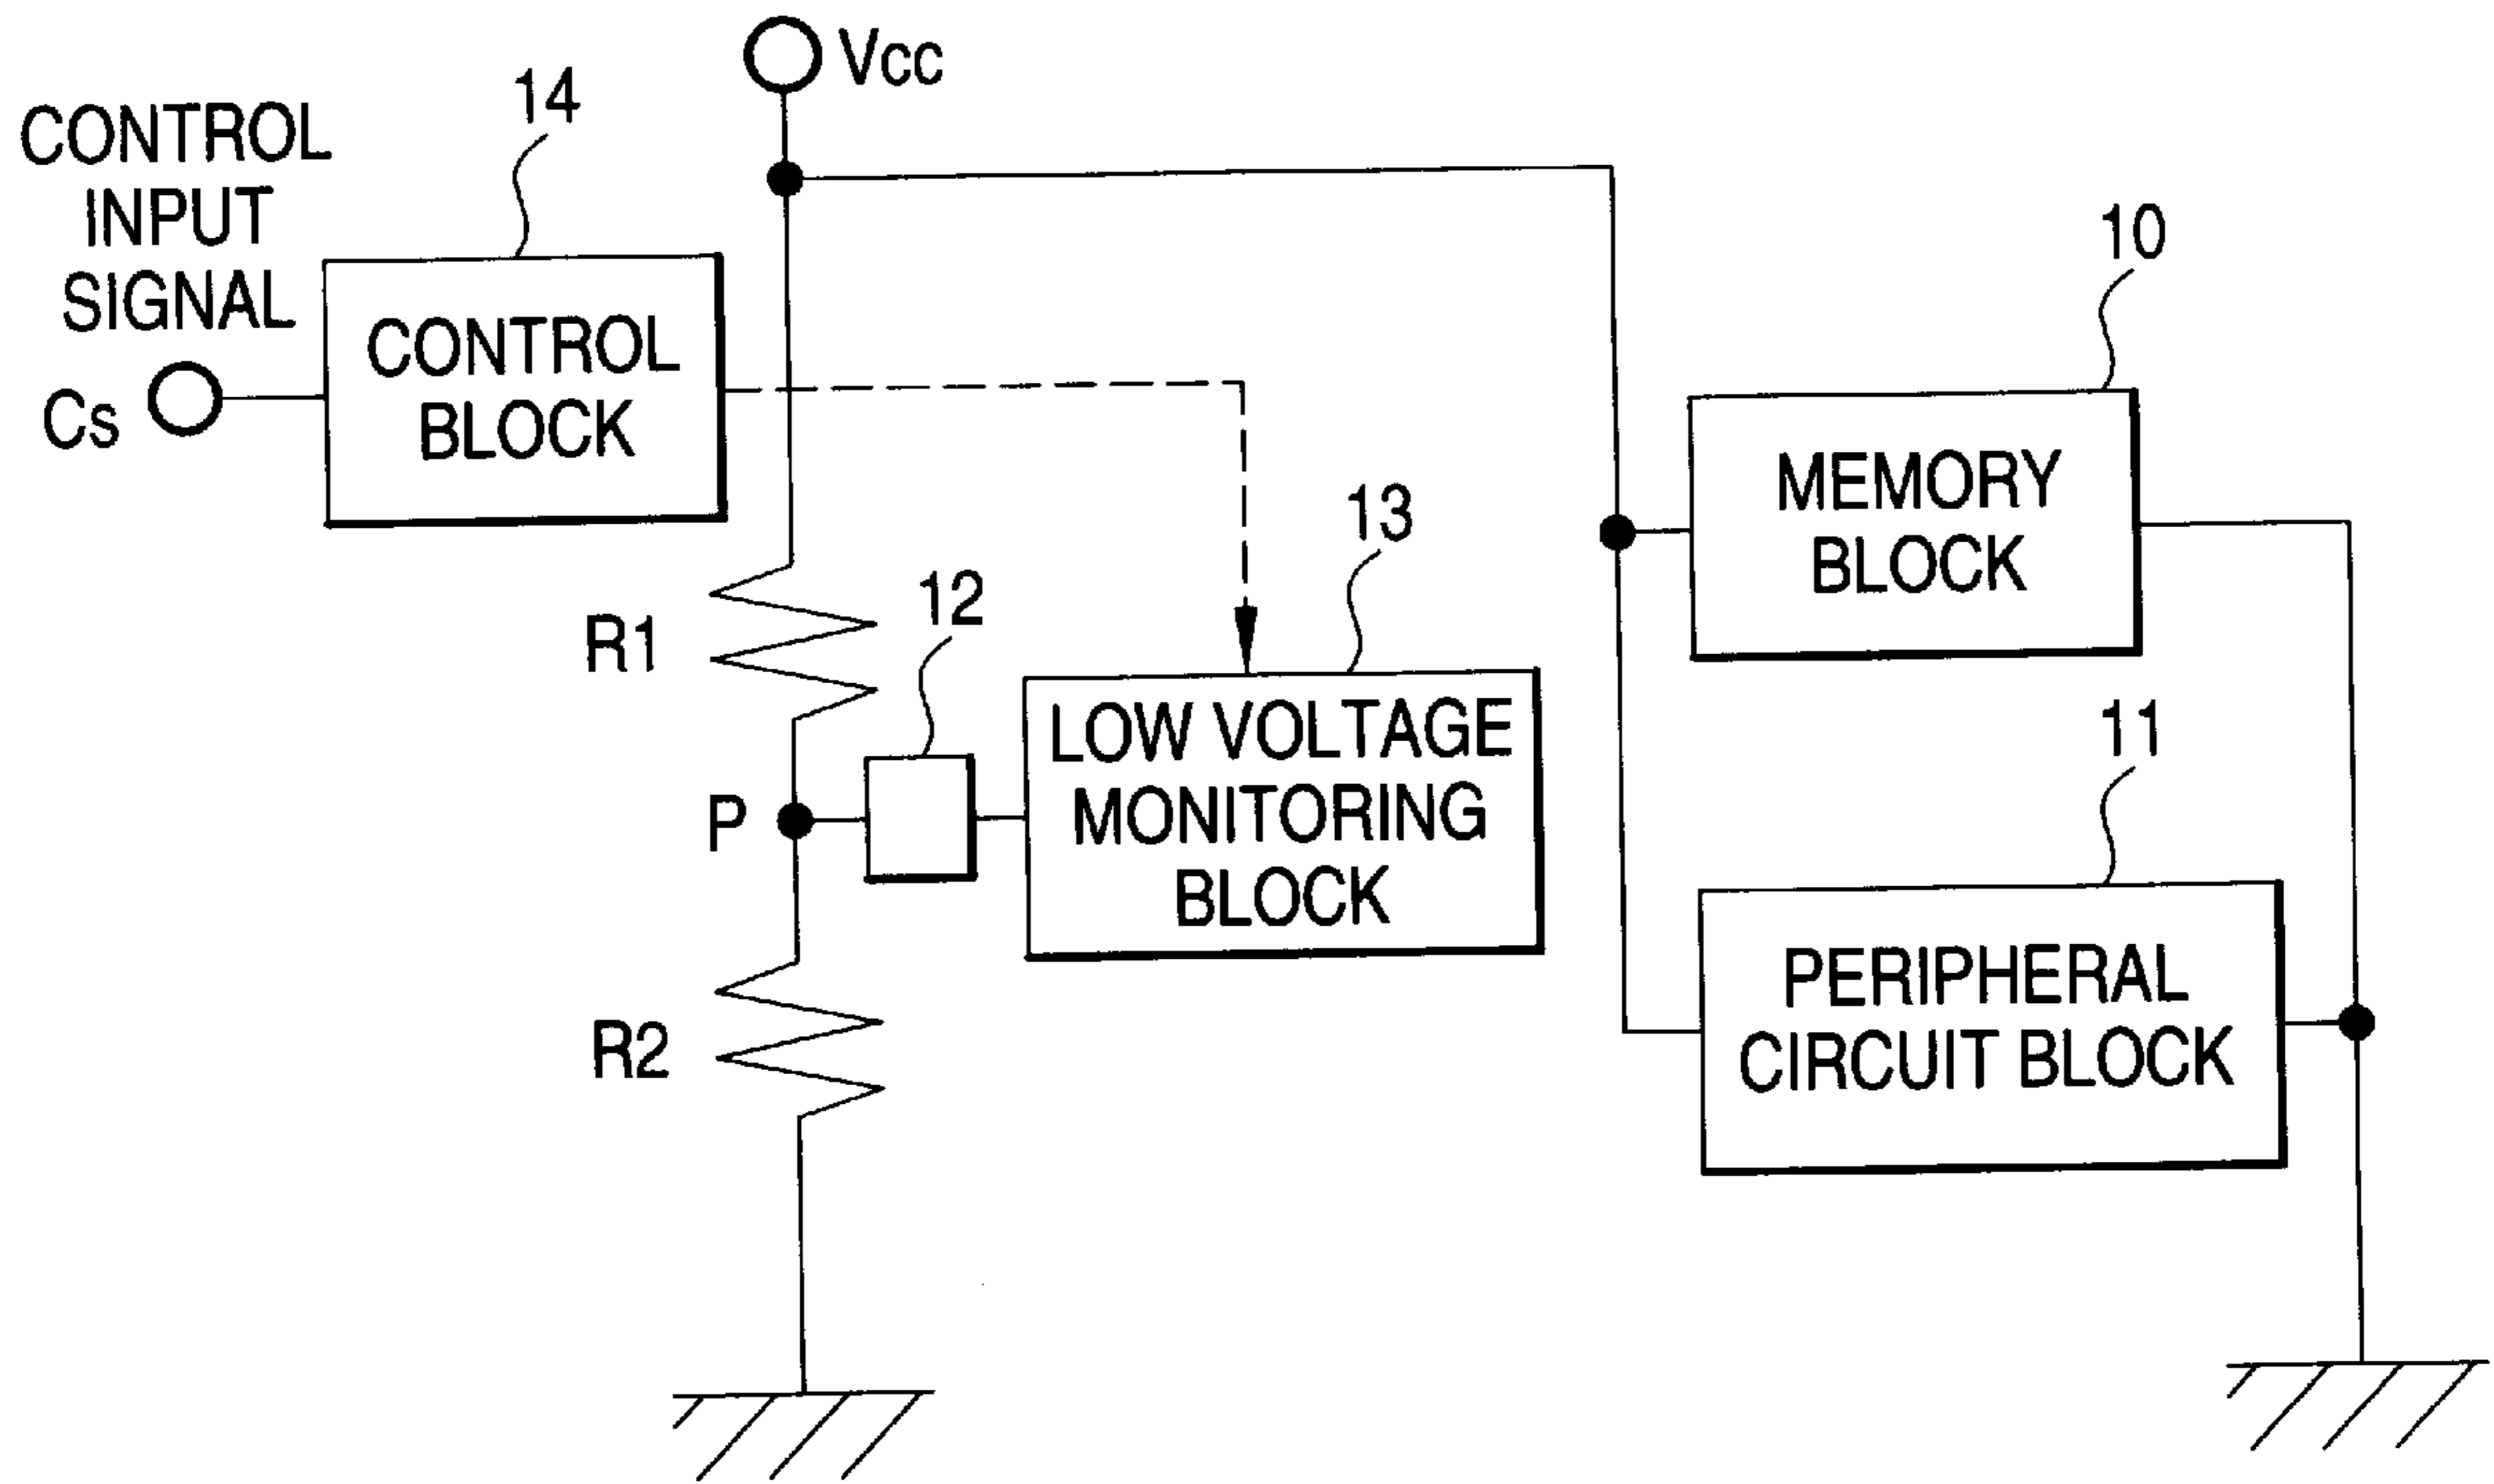 Vcc
14
CONTROL
INPUT
SIGNAL
Cs
CONTROL
BLOCK
10
MEMORY
BLOCK
13
12
R1
LOW VOLTAGE
MONITORING
BLOCK
P
11
PERIPHERAL
CIRCUIT BLOCK
R2